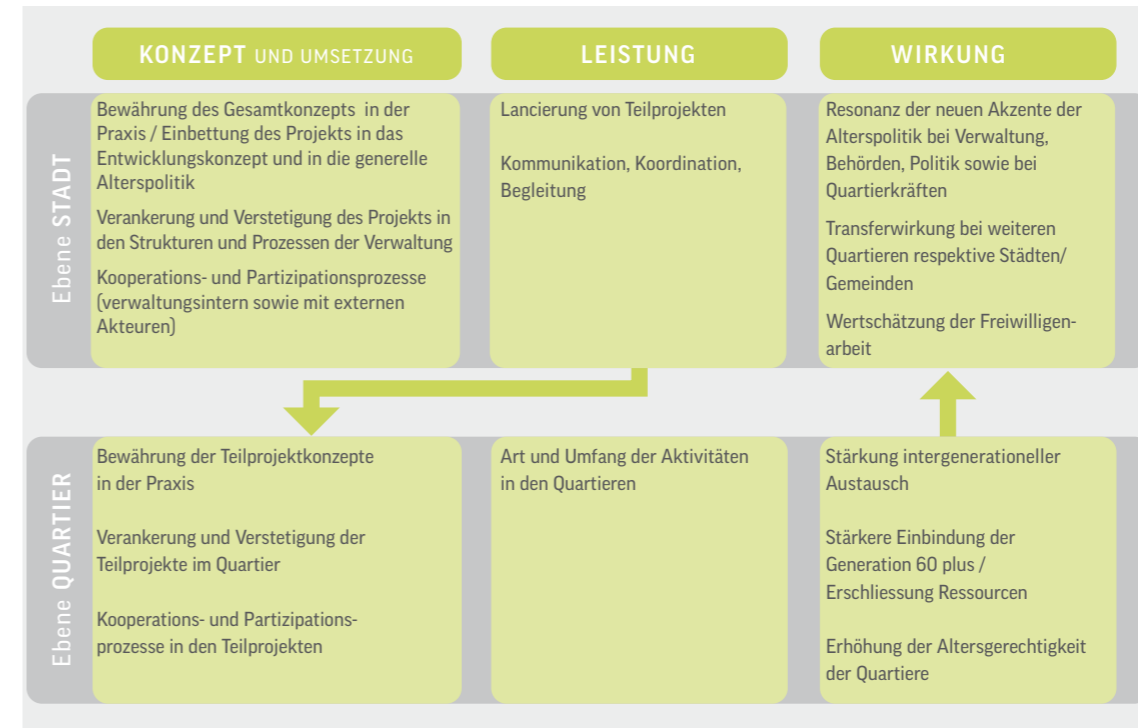 KONZEPT UND UMSETZUNG
LEISTUNG
WIRKUNG
Ebene STADT
Bewährung des Gesamtkonzepts in der
Praxis / Einbettung des Projekts in das
Entwicklungskonzept und in die generelle
Alterspolitik
Verankerung und Verstetigung des Projekts in
den Strukturen und Prozessen der Verwaltung
Kooperations- und Partizipationsprozesse
(verwaltungsintern sowie mit externen
Akteuren)
Lancierung von Teilprojekten
Kommunikation, Koordination,
Begleitung
Resonanz der neuen Akzente der
Alterspolitik bei Verwaltung,
Behörden, Politik sowie bei
Quartierkräften
Transferwirkung bei weiteren
Quartieren respektive Städten/
Gemeinden
Wertschätzung der Freiwilligen-
arbeit
Ebene QUARTIER
Bewährung der Teilprojektkonzepte
in der Praxis
Verankerung und Verstetigung der
Teilprojekte im Quartier
Kooperations- und Partizipations-
prozesse in den Teilprojekten
Art und Umfang der Aktivitäten
in den Quartieren
Stärkung intergenerationeller
Austausch
Stärkere Einbindung der
Generation 60 plus /
Erschliessung Ressourcen
Erhöhung der Altersgerechtigkeit
der Quartiere